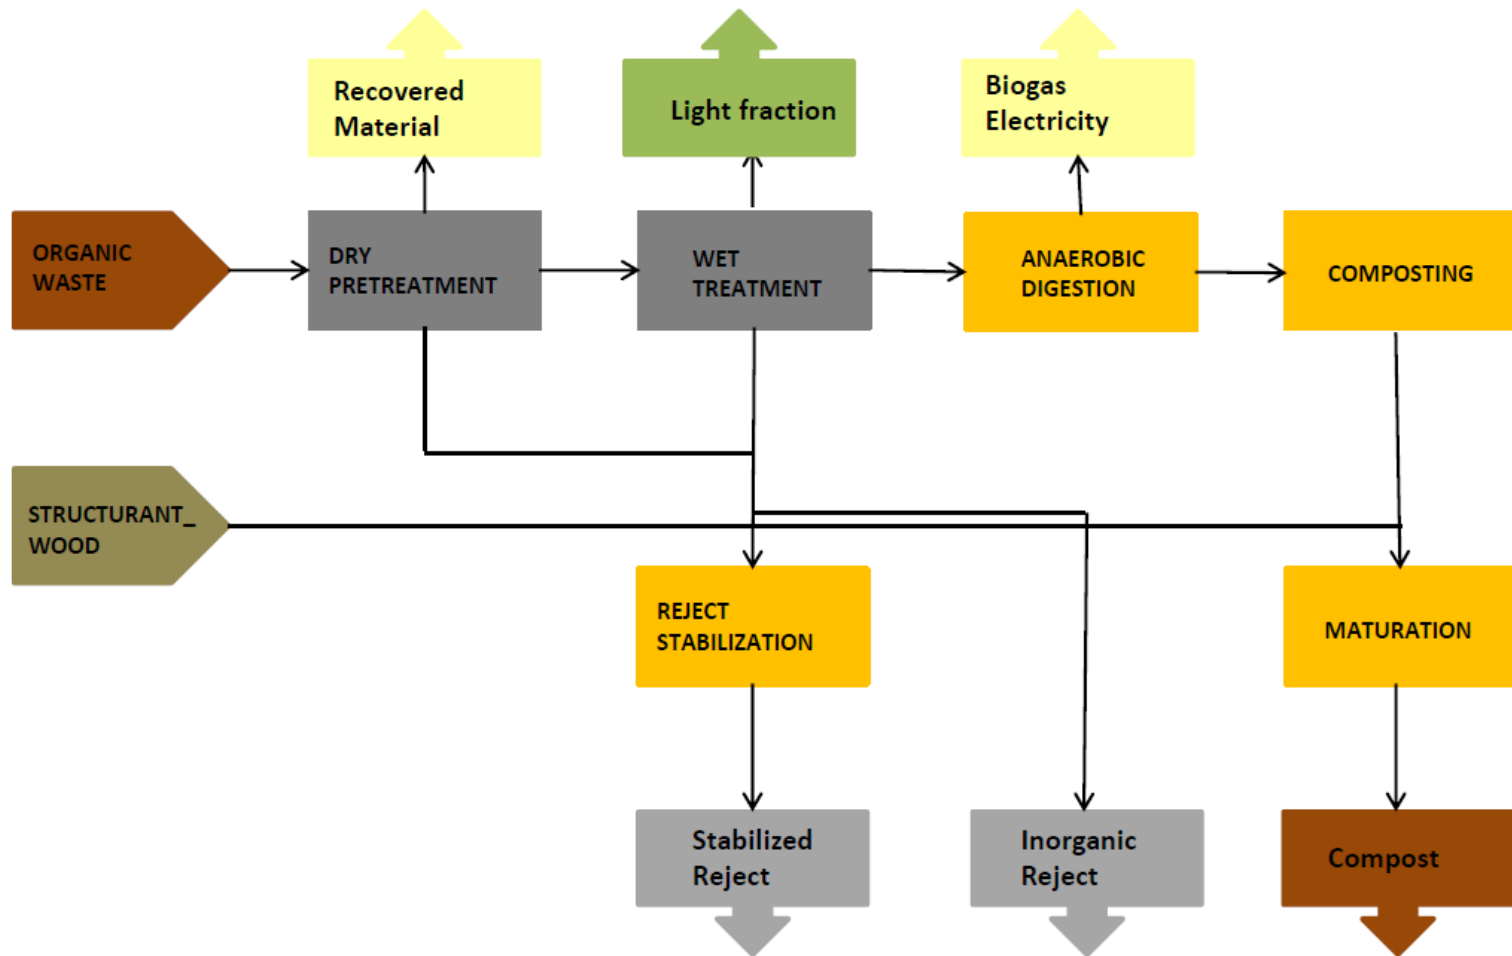 Recovered
Material
Light fraction
Biogas
Electricity
ORGANIC
WASTE
DRY
PRETREATMENT
WET
TREATMENT
ANAEROBIC
DIGESTION
COMPOSTING
STRUCTURANT_
WOOD
REJECT
STABILIZATION
MATURATION
Stabilized
Reject
Inorganic
Reject
Compost